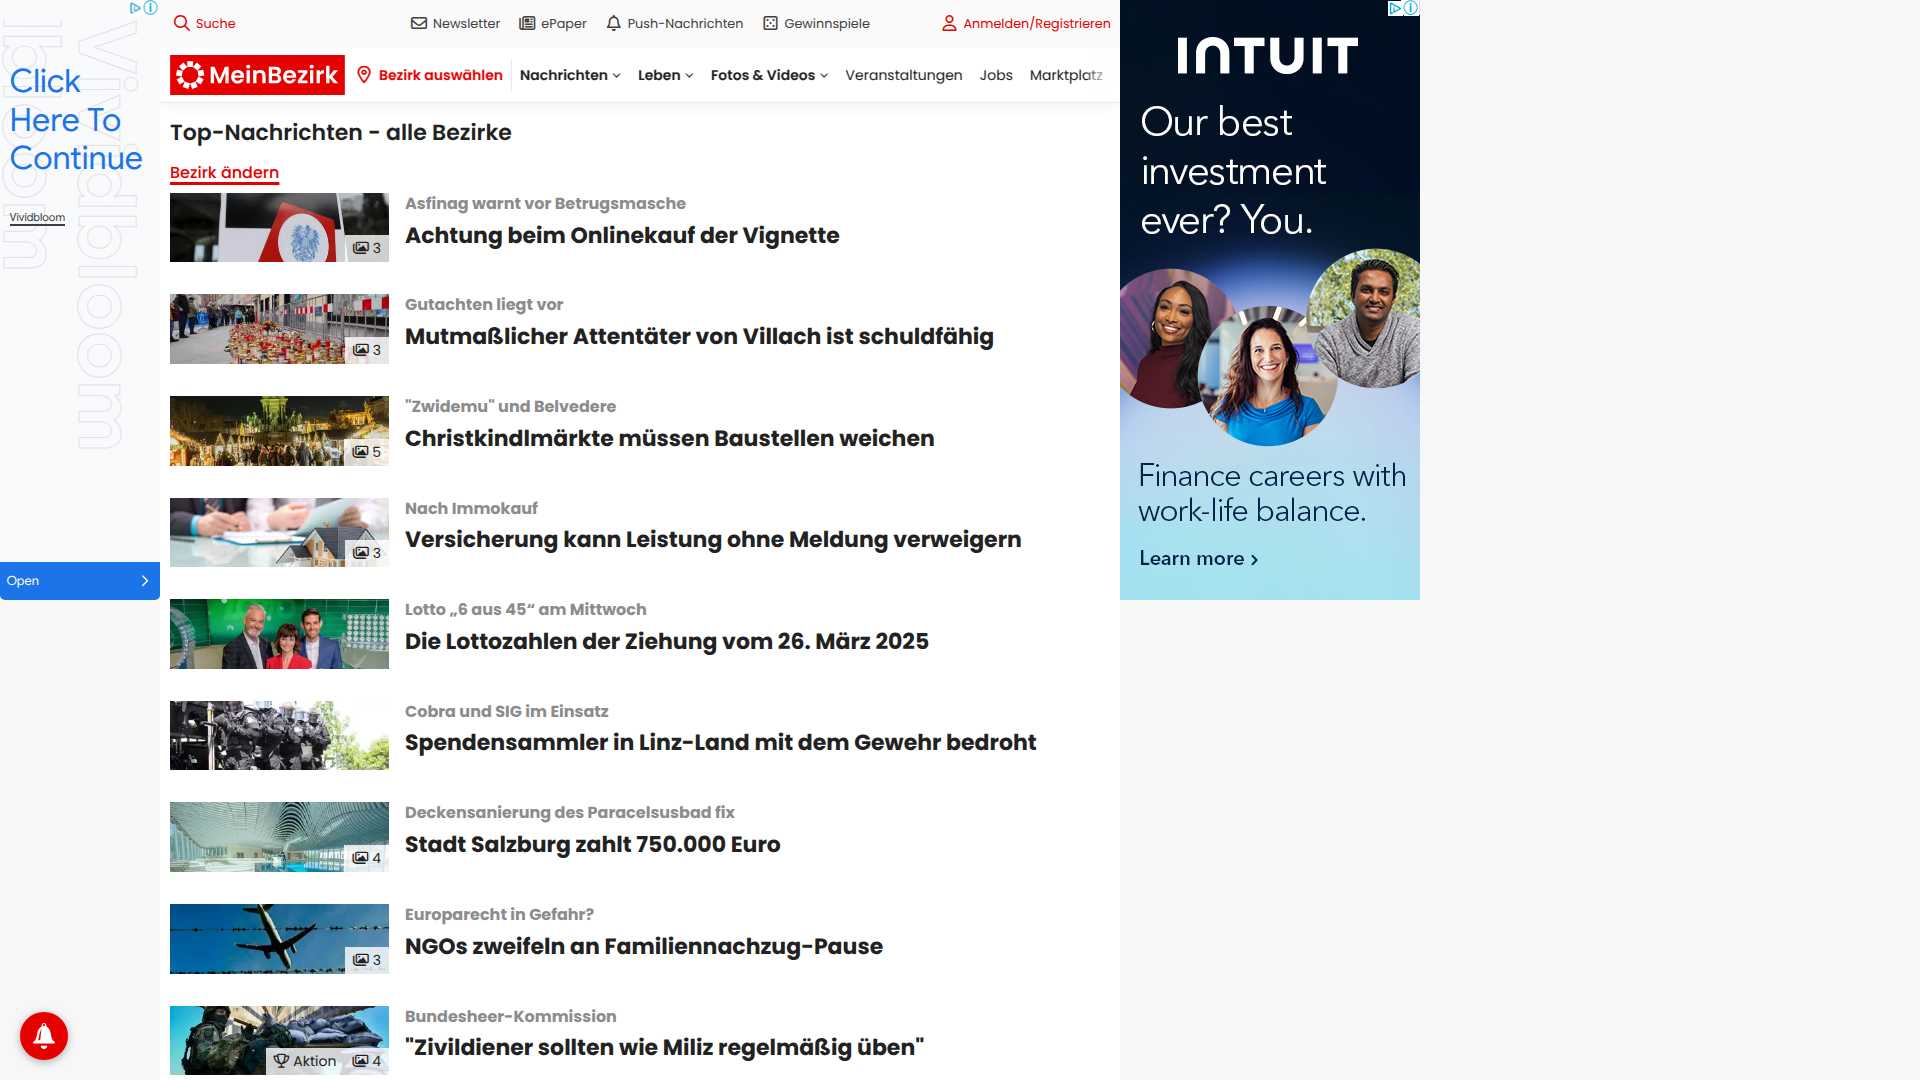 Click
Here To
Continue
Vividbloom
Vividbloom
Vividbloom
Open
Suche
Newsletter
ePaper
Push-Nachrichten
Gewinnspiele
Anmelden/Registrieren
MeinBezirk
Bezirk auswählen
Nachrichten
Leben
Fotos & Videos
Veranstaltungen
Jobs
Marktplatz
Top-Nachrichten - alle Bezirke
Bezirk ändern
3
Asfinag warnt vor Betrugsmasche
Achtung beim Onlinekauf der Vignette
3
Gutachten liegt vor
Mutmaßlicher Attentäter von Villach ist schuldfähig
5
"Zwidemu" und Belvedere
Christkindlmärkte müssen Baustellen weichen
3
Nach Immokauf
Versicherung kann Leistung ohne Meldung verweigern
Lotto „6 aus 45“ am Mittwoch
Die Lottozahlen der Ziehung vom 26. März 2025
Cobra und SIG im Einsatz
Spendensammler in Linz-Land mit dem Gewehr bedroht
4
Deckensanierung des Paracelsusbad fix
Stadt Salzburg zahlt 750.000 Euro
3
Europarecht in Gefahr?
NGOs zweifeln an Familiennachzug-Pause
Aktion
4
Bundesheer-Kommission
"Zivildiener sollten wie Miliz regelmäßig üben"
INTUIT
Our best
investment
ever? You.
Finance careers with
work-life balance.
Learn more